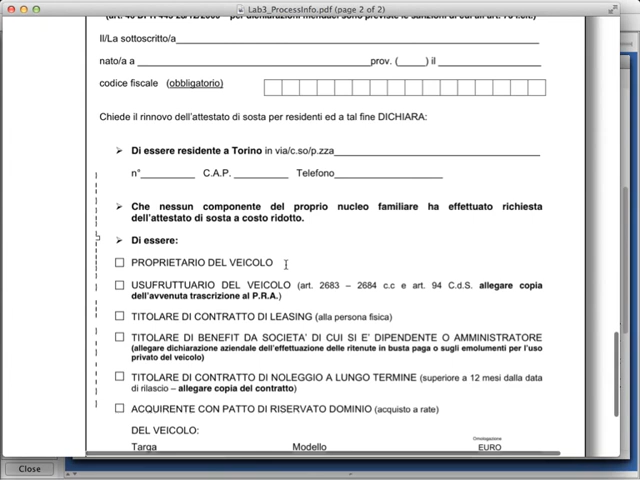 Lab3_ProcessInfo.pdf (page 2 of 2)
Il/La sottoscritto/a
nato/a a prov. (_____) il
codice fiscale (obbligatorio)
Chiede il rinnovo dell'attestato di sosta per residenti ed a tal fine DICHIARA:
➢ Di essere residente a Torino in via/c.so/p.zza
n° C.A.P. Telefono
➢ Che nessun componente del proprio nucleo familiare ha effettuato richiesta
dell'attestato di sosta a costo ridotto.
➢ Di essere:
PROPRIETARIO DEL VEICOLO
USUFRUTTUARIO DEL VEICOLO (art. 2683 – 2684 c.c e art. 94 C.d.S. allegare copia
dell'avvenuta trascrizione al P.R.A.)
TITOLARE DI CONTRATTO DI LEASING (alla persona fisica)
TITOLARE DI BENEFIT DA SOCIETA' DI CUI SI E' DIPENDENTE O AMMINISTRATORE
(allegare dichiarazione aziendale dell'effettuazione delle ritenute in busta paga o sugli emolumenti per l'uso
privato del veicolo)
TITOLARE DI CONTRATTO DI NOLEGGIO A LUNGO TERMINE (superiore a 12 mesi dalla data
di rilascio – allegare copia del contratto)
ACQUIRENTE CON PATTO DI RISERVATO DOMINIO (acquisto a rate)
DEL VEICOLO:
Omologazione
Targa Modello EURO
Close